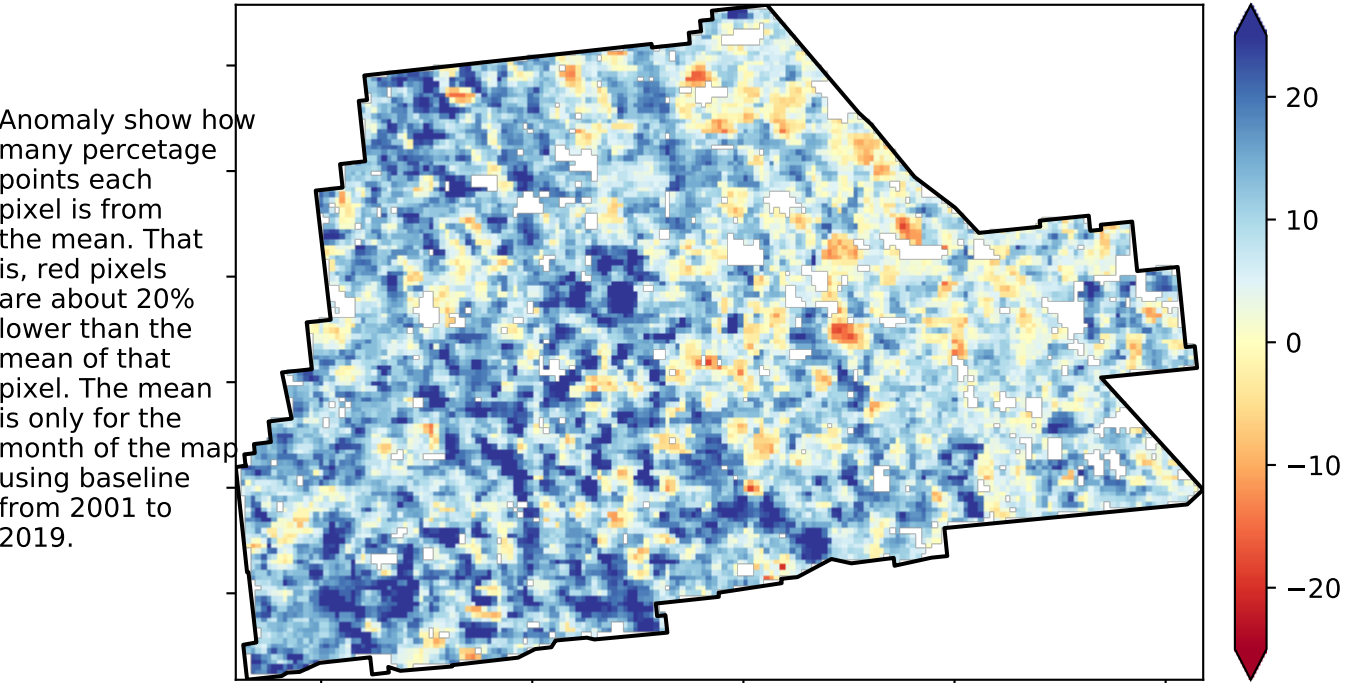 Anomaly show how
many percetage
points each
pixel is from
the mean. That
is, red pixels
are about 20%
lower than the
mean of that
pixel. The mean
is only for the
month of the map
using baseline
from 2001 to
2019.
20
10
0
−10
−20